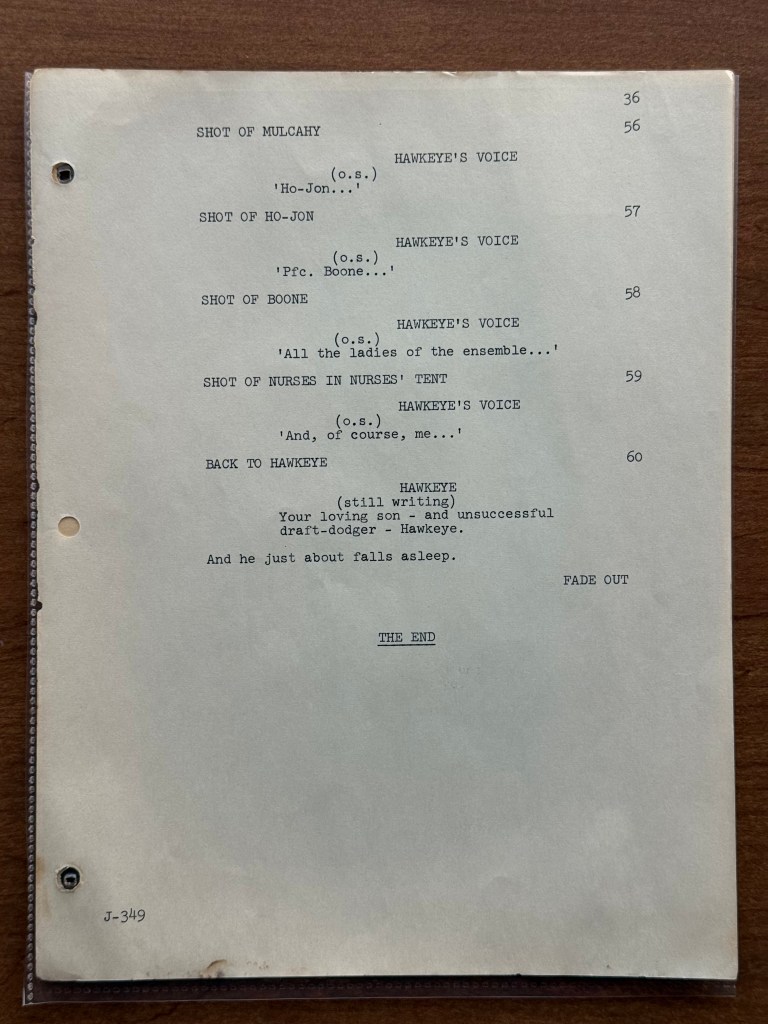 36
SHOT OF MULCAHY 56
HAWKEYE'S VOICE
(o.s.)
'Ho-Jon...'
SHOT OF HO-JON 57
HAWKEYE'S VOICE
(o.s.)
'Pfc. Boone...'
SHOT OF BOONE 58
HAWKEYE'S VOICE
(o.s.)
'All the ladies of the ensemble...'
SHOT OF NURSES IN NURSES' TENT 59
HAWKEYE'S VOICE
(o.s.)
'And, of course, me...'
BACK TO HAWKEYE 60
HAWKEYE
(still writing)
Your loving son - and unsuccessful
draft-dodger - Hawkeye.
And he just about falls asleep.
FADE OUT
THE END
J-349